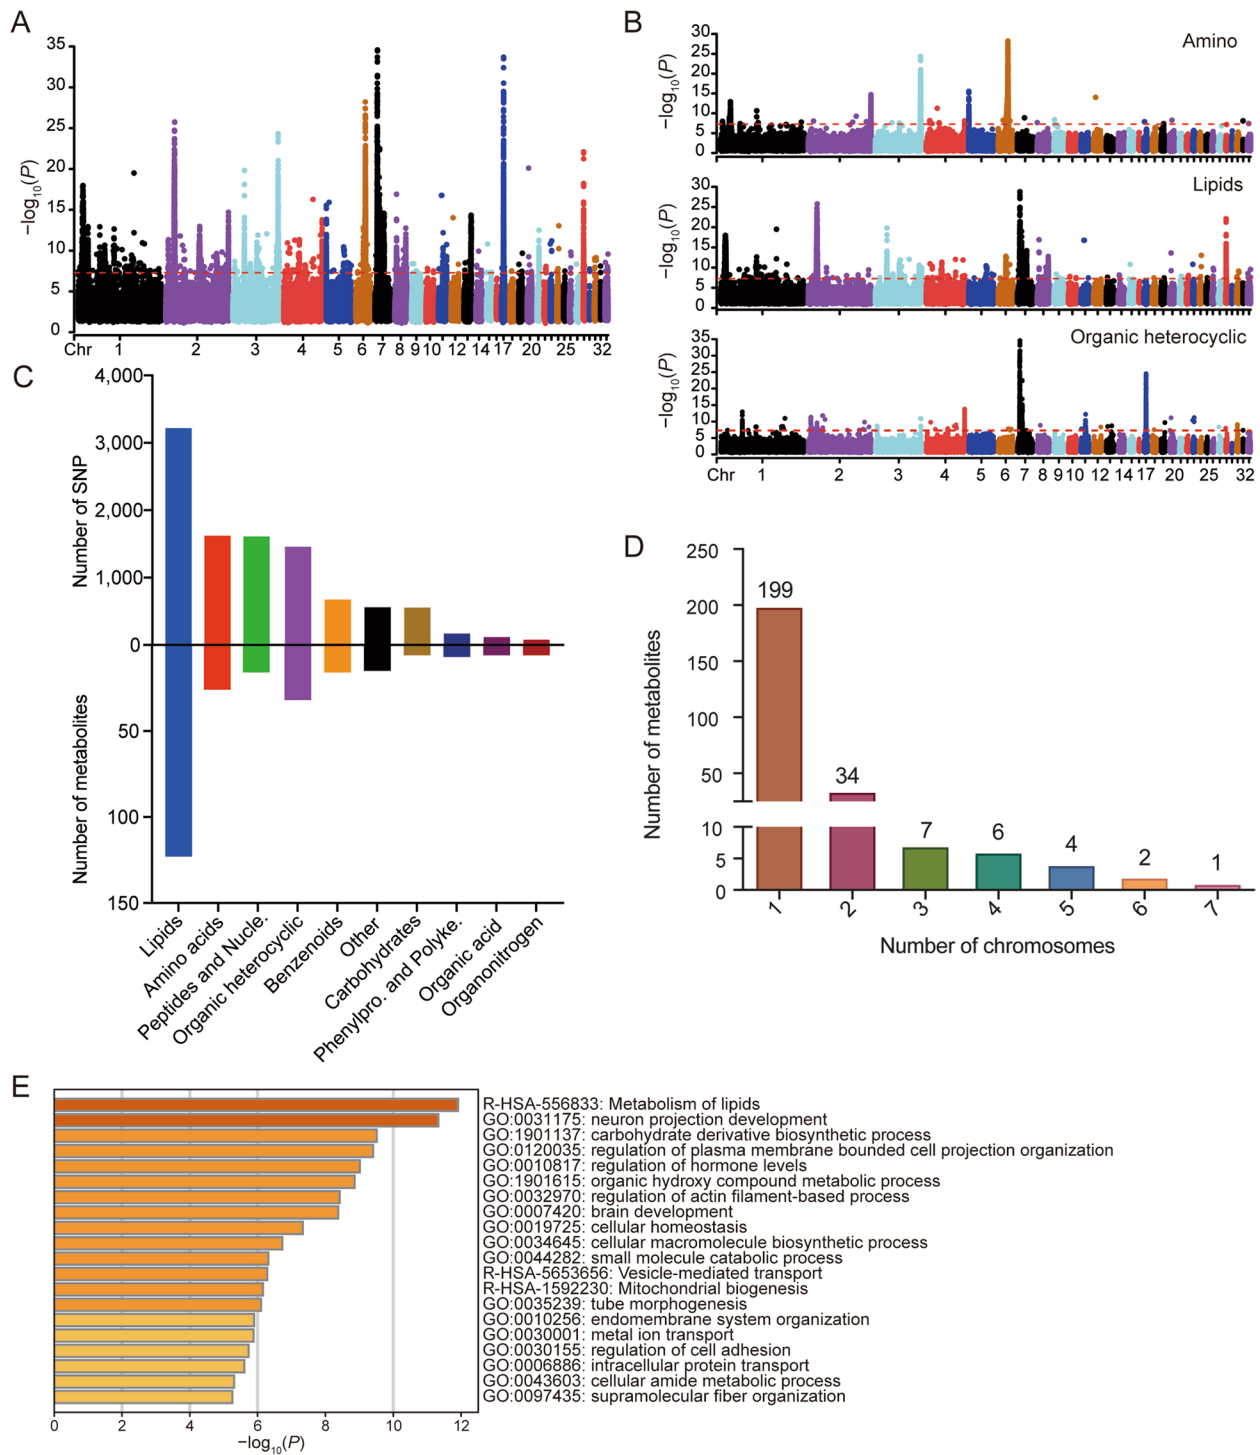 A
35
30
25
20
15
10
5
0
−log10(P)
Chr 1 2 3 4 5 6 7 8 9 10 12 14 17 20 25 32
B
Amino
30
25
20
15
10
5
0
−log10(P)
Lipids
30
25
20
15
10
5
0
−log10(P)
Organic heterocyclic
35
30
25
20
15
10
5
0
−log10(P)
Chr 1 2 3 4 5 6 7 8 9 10 12 14 17 20 25 32
C
4,000
3,000
2,000
1,000
0
50
100
150
Number of SNP
Number of metabolites
Lipids
Amino acids
Peptides and Nucle.
Organic heterocyclic
Benzenoids
Other
Carbohydrates
Phenylpro. and Polyke.
Organic acid
Organonitrogen
D
250
200
150
100
50
10
5
0
Number of metabolites
199
34
7
6
4
2
1
1 2 3 4 5 6 7
Number of chromosomes
E
R-HSA-556833: Metabolism of lipids
GO:0031175: neuron projection development
GO:1901137: carbohydrate derivative biosynthetic process
GO:0120035: regulation of plasma membrane bounded cell projection organization
GO:0010817: regulation of hormone levels
GO:1901615: organic hydroxy compound metabolic process
GO:0032970: regulation of actin filament-based process
GO:0007420: brain development
GO:0019725: cellular homeostasis
GO:0034645: cellular macromolecule biosynthetic process
GO:0044282: small molecule catabolic process
R-HSA-5653656: Vesicle-mediated transport
R-HSA-1592230: Mitochondrial biogenesis
GO:0035239: tube morphogenesis
GO:0010256: endomembrane system organization
GO:0030001: metal ion transport
GO:0030155: regulation of cell adhesion
GO:0006886: intracellular protein transport
GO:0043603: cellular amide metabolic process
GO:0097435: supramolecular fiber organization
0 2 4 6 8 10 12
−log10(P)